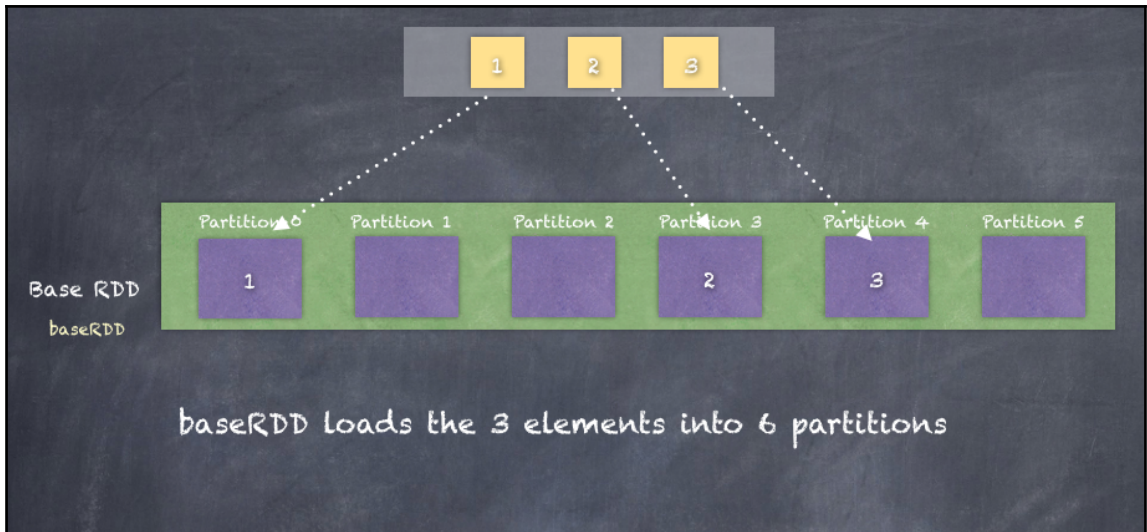 1 2 3
Partition 0 Partition 1 Partition 2 Partition 3 Partition 4 Partition 5
1 2 3
Base RDD
baseRDD
baseRDD loads the 3 elements into 6 partitions